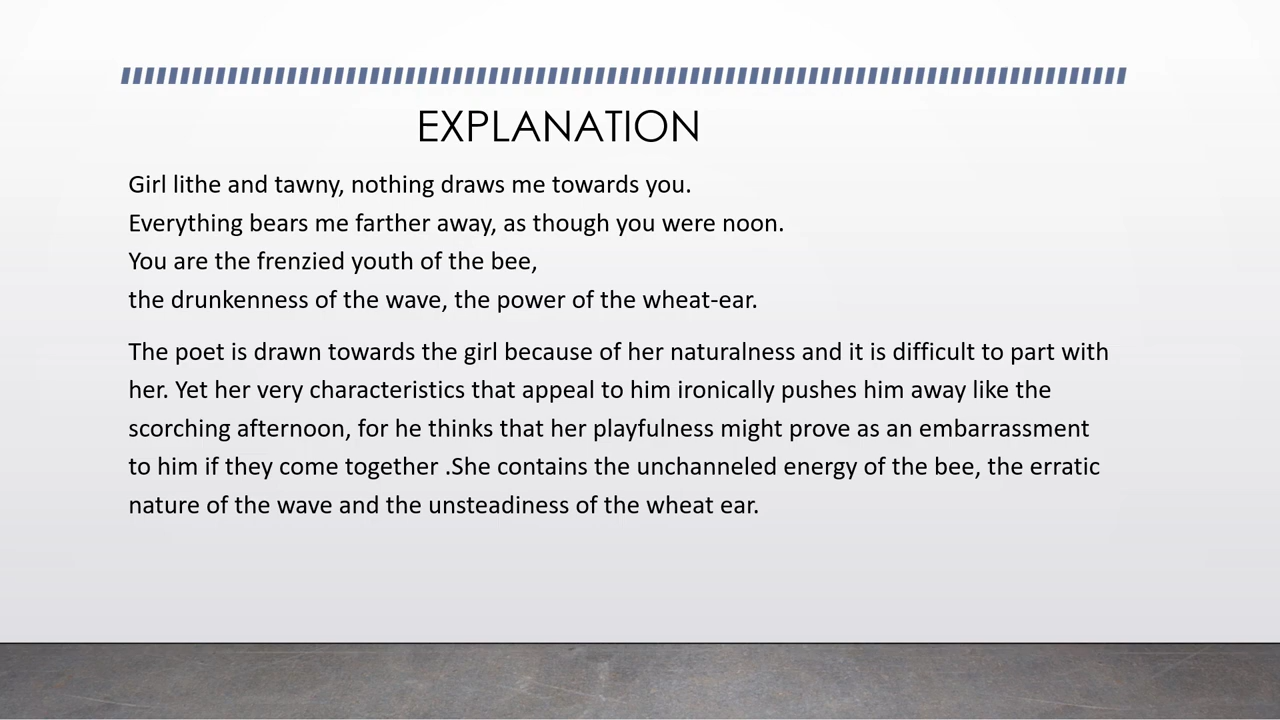 EXPLANATION
Girl lithe and tawny, nothing draws me towards you.
Everything bears me farther away, as though you were noon.
You are the frenzied youth of the bee,
the drunkenness of the wave, the power of the wheat-ear.
The poet is drawn towards the girl because of her naturalness and it is difficult to part with
her. Yet her very characteristics that appeal to him ironically pushes him away like the
scorching afternoon, for he thinks that her playfulness might prove as an embarrassment
to him if they come together .She contains the unchanneled energy of the bee, the erratic
nature of the wave and the unsteadiness of the wheat ear.